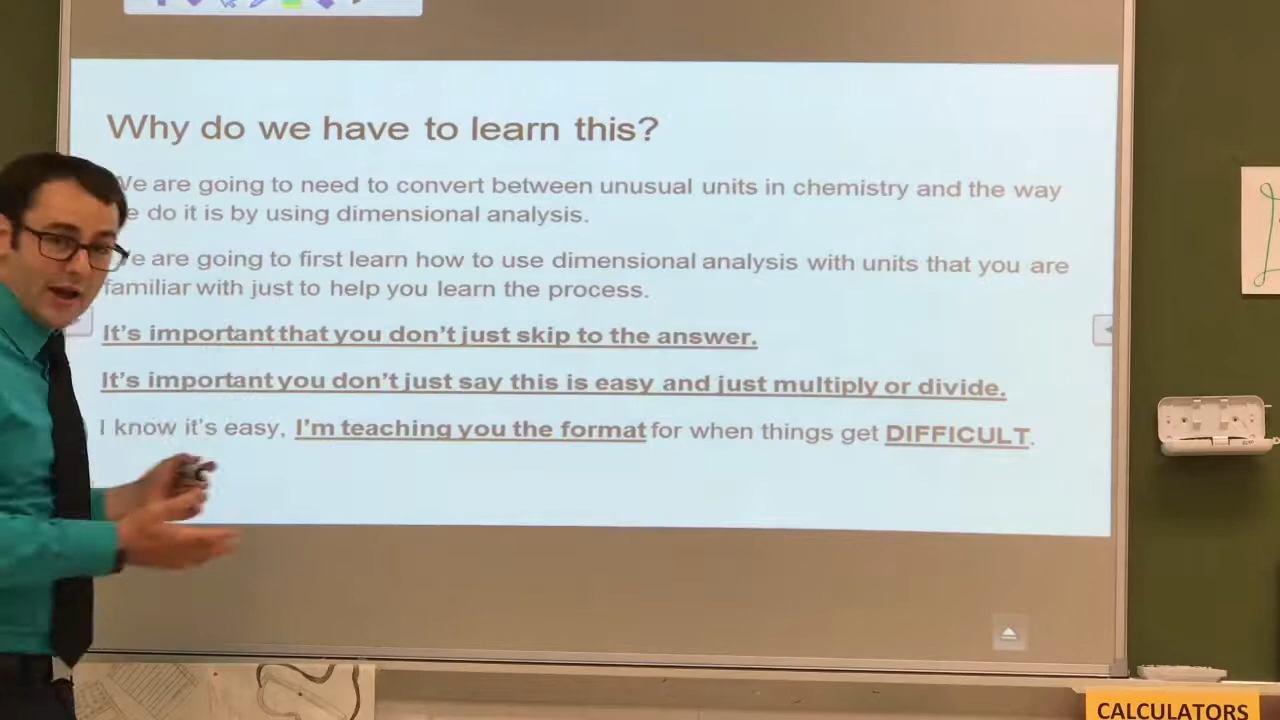 Why do we have to learn this?
We are going to need to convert between unusual units in chemistry and the way
do it is by using dimensional analysis.
We are going to first learn how to use dimensional analysis with units that you are
familiar with just to help you learn the process.
It's important that you don't just skip to the answer.
It's important you don't just say this is easy and just multiply or divide.
I know it's easy, I'm teaching you the format for when things get DIFFICULT.
CALCULATORS